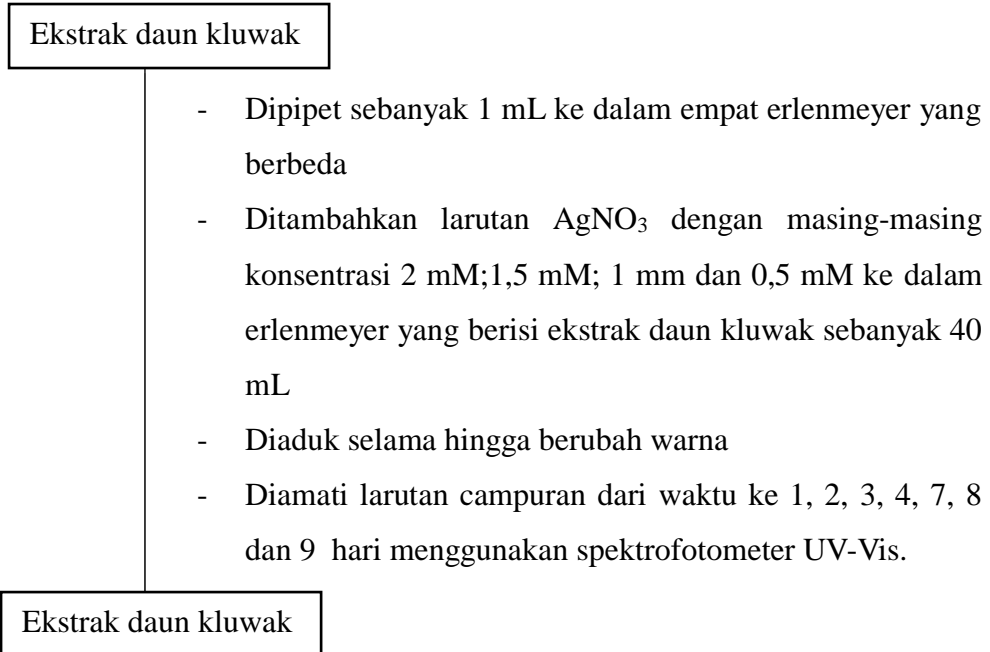 Ekstrak daun kluwak
- Dipipet sebanyak 1 mL ke dalam empat erlenmeyer yang
berbeda
- Ditambahkan larutan AgNO₃ dengan masing-masing
konsentrasi 2 mM;1,5 mM; 1 mm dan 0,5 mM ke dalam
erlenmeyer yang berisi ekstrak daun kluwak sebanyak 40
mL
- Diaduk selama hingga berubah warna
- Diamati larutan campuran dari waktu ke 1, 2, 3, 4, 7, 8
dan 9 hari menggunakan spektrofotometer UV-Vis.
Ekstrak daun kluwak